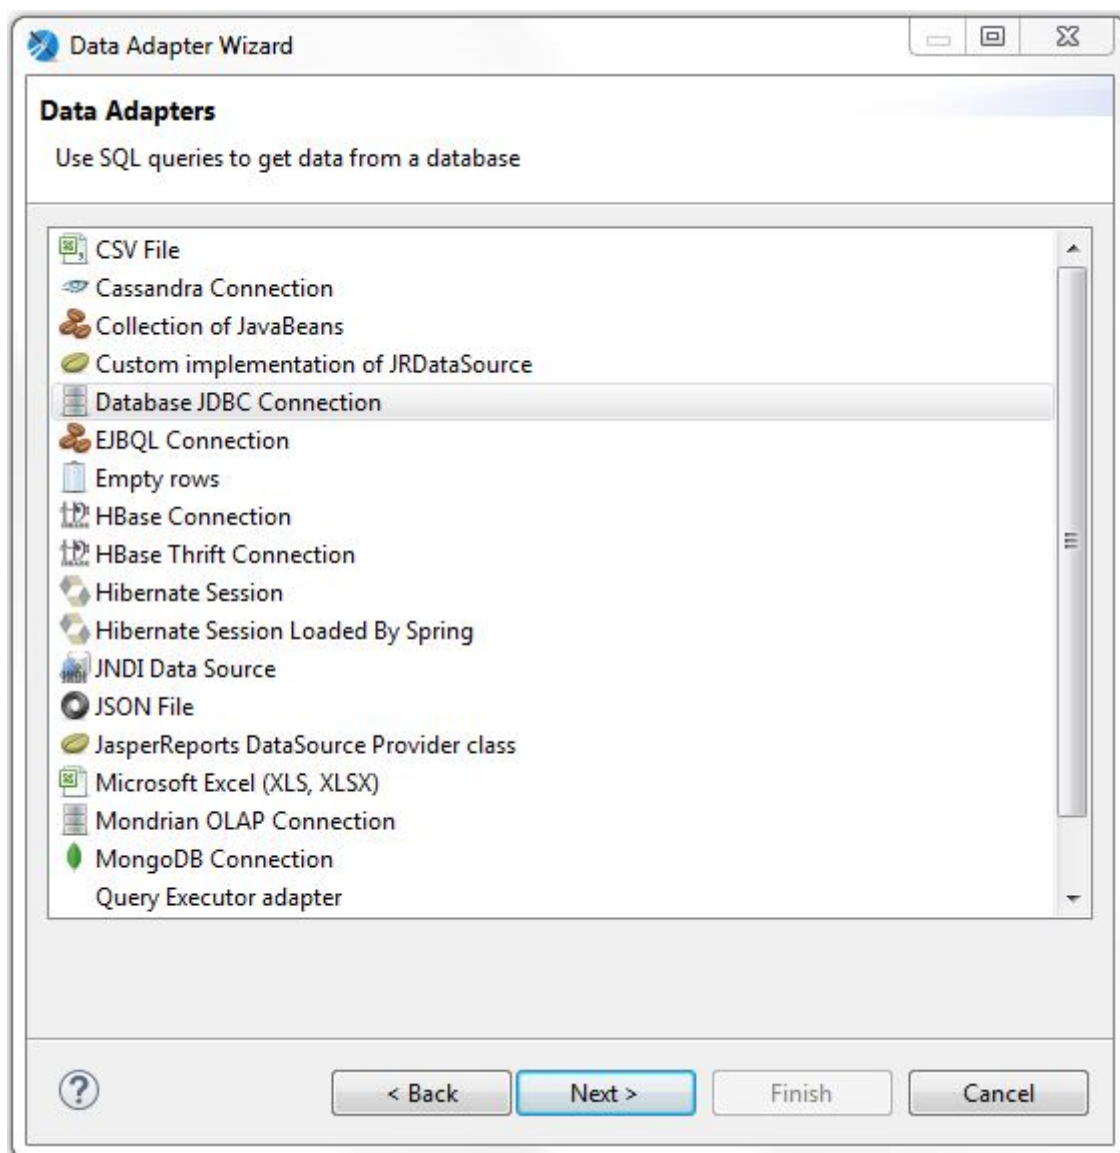 Data Adapter Wizard
Data Adapters
Use SQL queries to get data from a database
CSV File
Cassandra Connection
Collection of JavaBeans
Custom implementation of JRDataSource
Database JDBC Connection
EJBQL Connection
Empty rows
HBase Connection
HBase Thrift Connection
Hibernate Session
Hibernate Session Loaded By Spring
JNDI Data Source
JSON File
JasperReports DataSource Provider class
Microsoft Excel (XLS, XLSX)
Mondrian OLAP Connection
MongoDB Connection
Query Executor adapter
? < Back Next > Finish Cancel